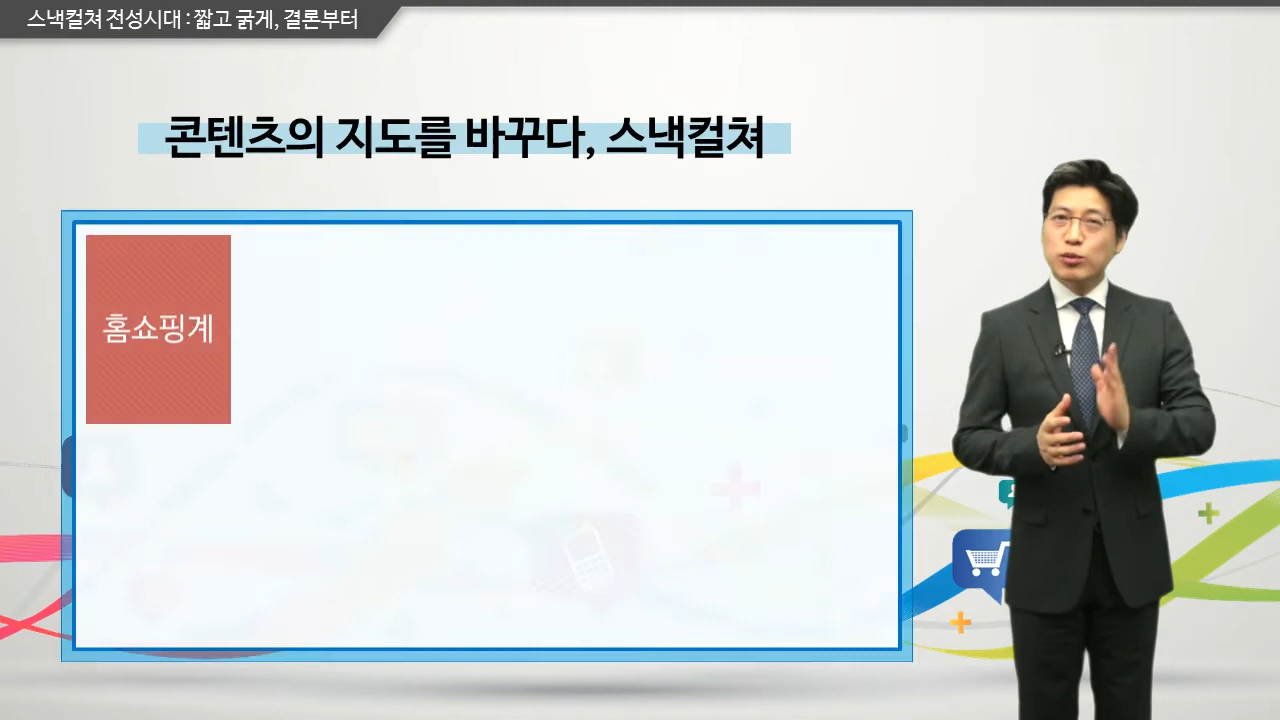 스낵컬쳐 전성시대 : 짧고 굵게, 결론부터
콘텐츠의 지도를 바꾸다, 스낵컬쳐
홈쇼핑계